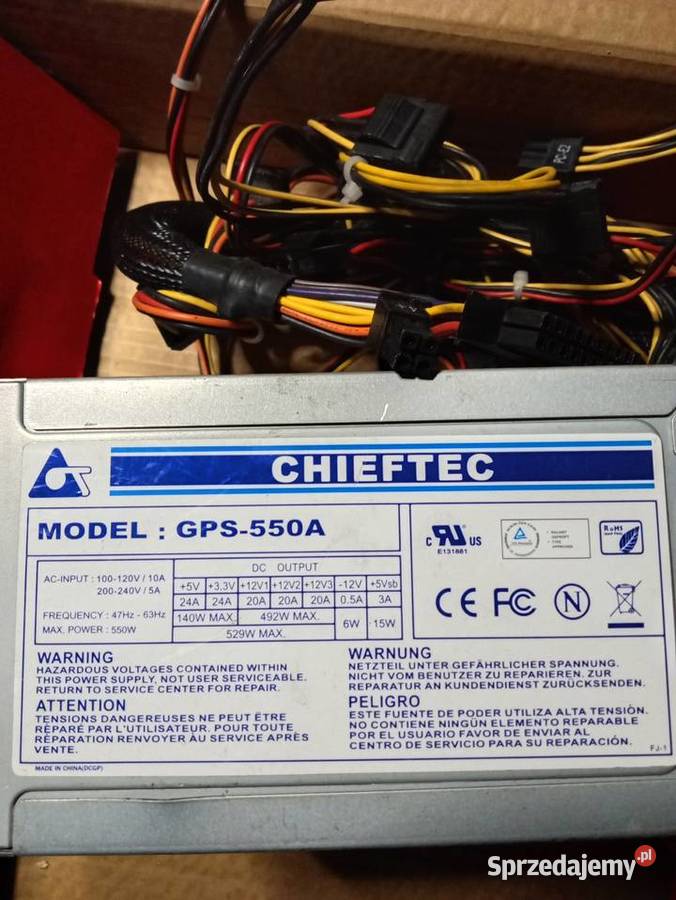 PC-E2
CHIEFTEC
MODEL : GPS-550A
c RU US
E131881
RoHS
AC-INPUT : 100-120V / 10A
200-240V / 5A
FREQUENCY : 47Hz - 63Hz
MAX. POWER : 550W
DC OUTPUT
+5V +3.3V +12V1 +12V2 +12V3 -12V +5Vsb
24A 24A 20A 20A 20A 0.5A 3A
140W MAX. 492W MAX. 6W 15W
529W MAX.
CE FC N
WARNING
HAZARDOUS VOLTAGES CONTAINED WITHIN
THIS POWER SUPPLY, NOT USER SERVICEABLE.
RETURN TO SERVICE CENTER FOR REPAIR.
ATTENTION
TENSIONS DANGEREUSES NE PEUT ÊTRE
RÉPARÉ PAR L'UTILISATEUR. POUR TOUTE
RÉPARATION RENVOYER ÀU SERVICE APRÈS
VENTE.
WARNUNG
NETZTEIL UNTER GEFÄHRLICHER SPANNUNG.
NICHT VOM BENUTZER ZU REPARIEREN. ZUR
REPARATUR AN KUNDENDIENST ZURÜCKSENDEN.
PELIGRO
ESTE FUENTE DE PODER UTILIZA ALTA TENSIÓN.
NO CONTIENE NINGÚN ELEMENTO REPARABLE
POR EL USUARIO FAVOR DE ENVIAR AL
CENTRO DE SERVICIO PARA SU REPARACIÓN.
FJ-1
MADE IN CHINA(DCGP)
Sprzedajemy.pl